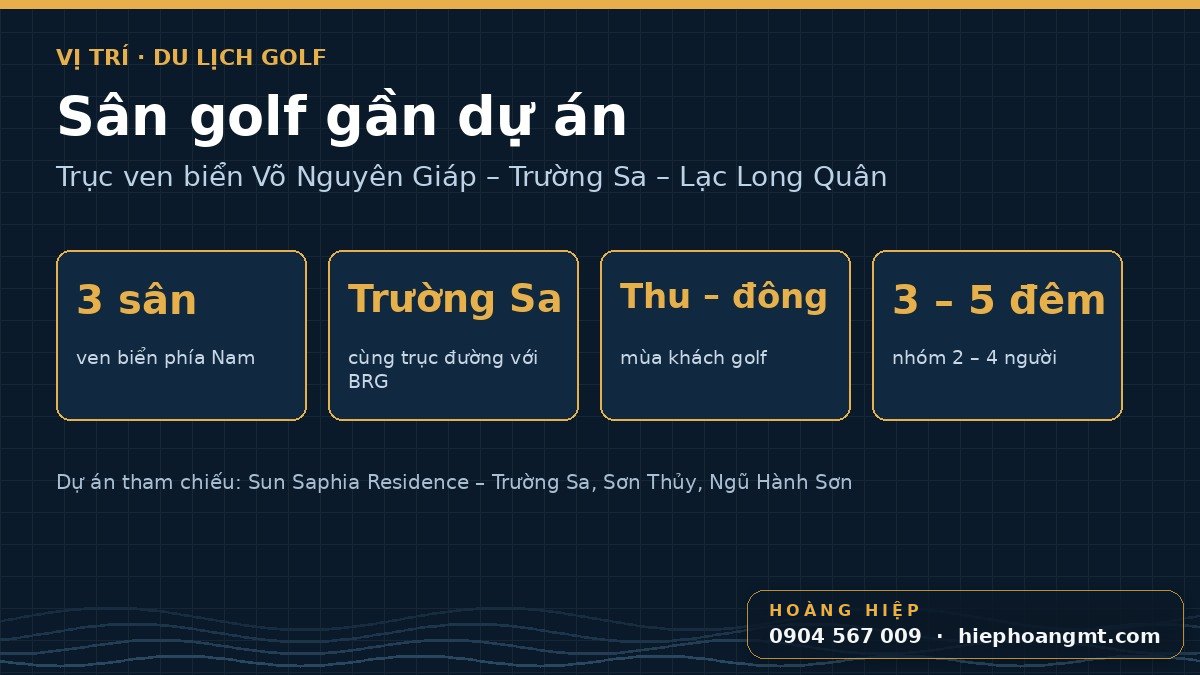 VỊ TRÍ · DU LỊCH GOLF
Sân golf gần dự án
Trục ven biển Võ Nguyên Giáp – Trường Sa – Lạc Long Quân
3 sân
ven biển phía Nam
Trường Sa
cùng trục đường với
BRG
Thu – đông
mùa khách golf
3 – 5 đêm
nhóm 2 – 4 người
Dự án tham chiếu: Sun Saphia Residence – Trường Sa, Sơn Thủy, Ngũ Hành Sơn
HOÀNG HIỆP
0904 567 009 · hiephoangmt.com